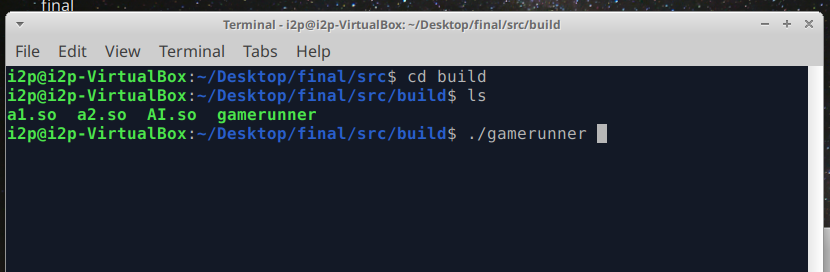 final
Terminal - i2p@i2p-VirtualBox: ~/Desktop/final/src/build
File Edit View Terminal Tabs Help
i2p@i2p-VirtualBox:~/Desktop/final/src$ cd build
i2p@i2p-VirtualBox:~/Desktop/final/src/build$ ls
a1.so  a2.so  AI.so  gamerunner
i2p@i2p-VirtualBox:~/Desktop/final/src/build$ ./gamerunner